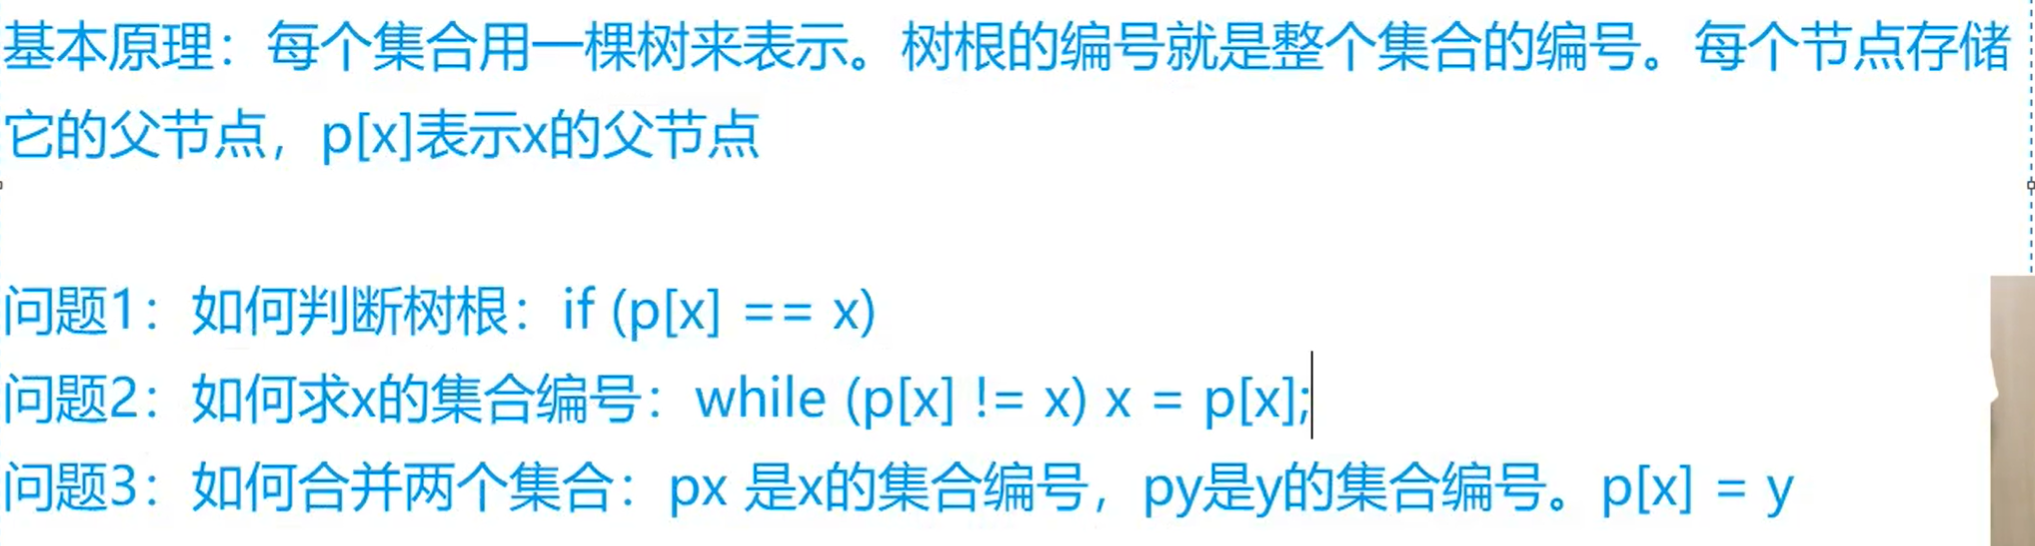 基本原理：每个集合用一棵树来表示。树根的编号就是整个集合的编号。每个节点存储
它的父节点，p[x]表示x的父节点
问题1：如何判断树根：if (p[x] == x)
问题2：如何求x的集合编号：while (p[x] != x) x = p[x];
问题3：如何合并两个集合：px 是x的集合编号，py是y的集合编号。p[x] = y